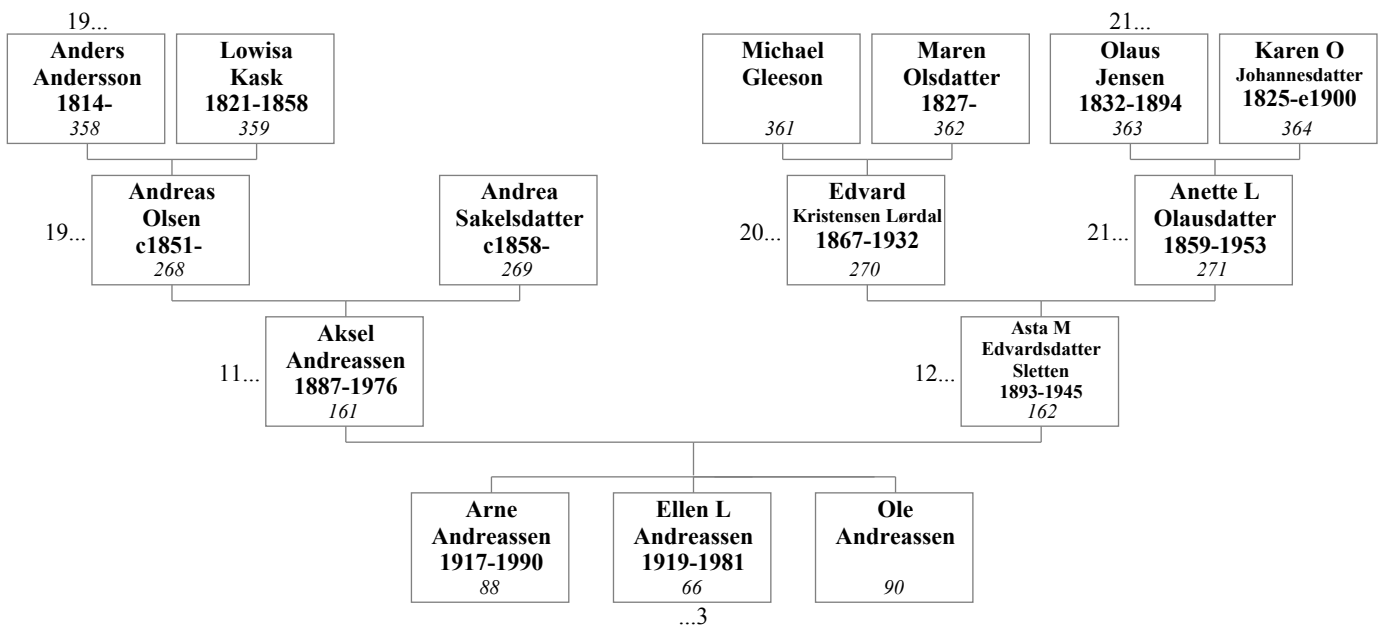 19...
21...
Anders
Andersson
1814-
358
Lowisa
Kask
1821-1858
359
Michael
Gleeson
361
Maren
Olsdatter
1827-
362
Olaus
Jensen
1832-1894
363
Karen O
Johannesdatter
1825-e1900
364
19...
Andreas
Olsen
c1851-
268
Andrea
Sakelsdatter
c1858-
269
20...
Edvard
Kristensen Lørdal
1867-1932
270
21...
Anette L
Olausdatter
1859-1953
271
11...
Aksel
Andreassen
1887-1976
161
12...
Asta M
Edvardsdatter
Sletten
1893-1945
162
Arne
Andreassen
1917-1990
88
Ellen L
Andreassen
1919-1981
66
Ole
Andreassen
90
...3